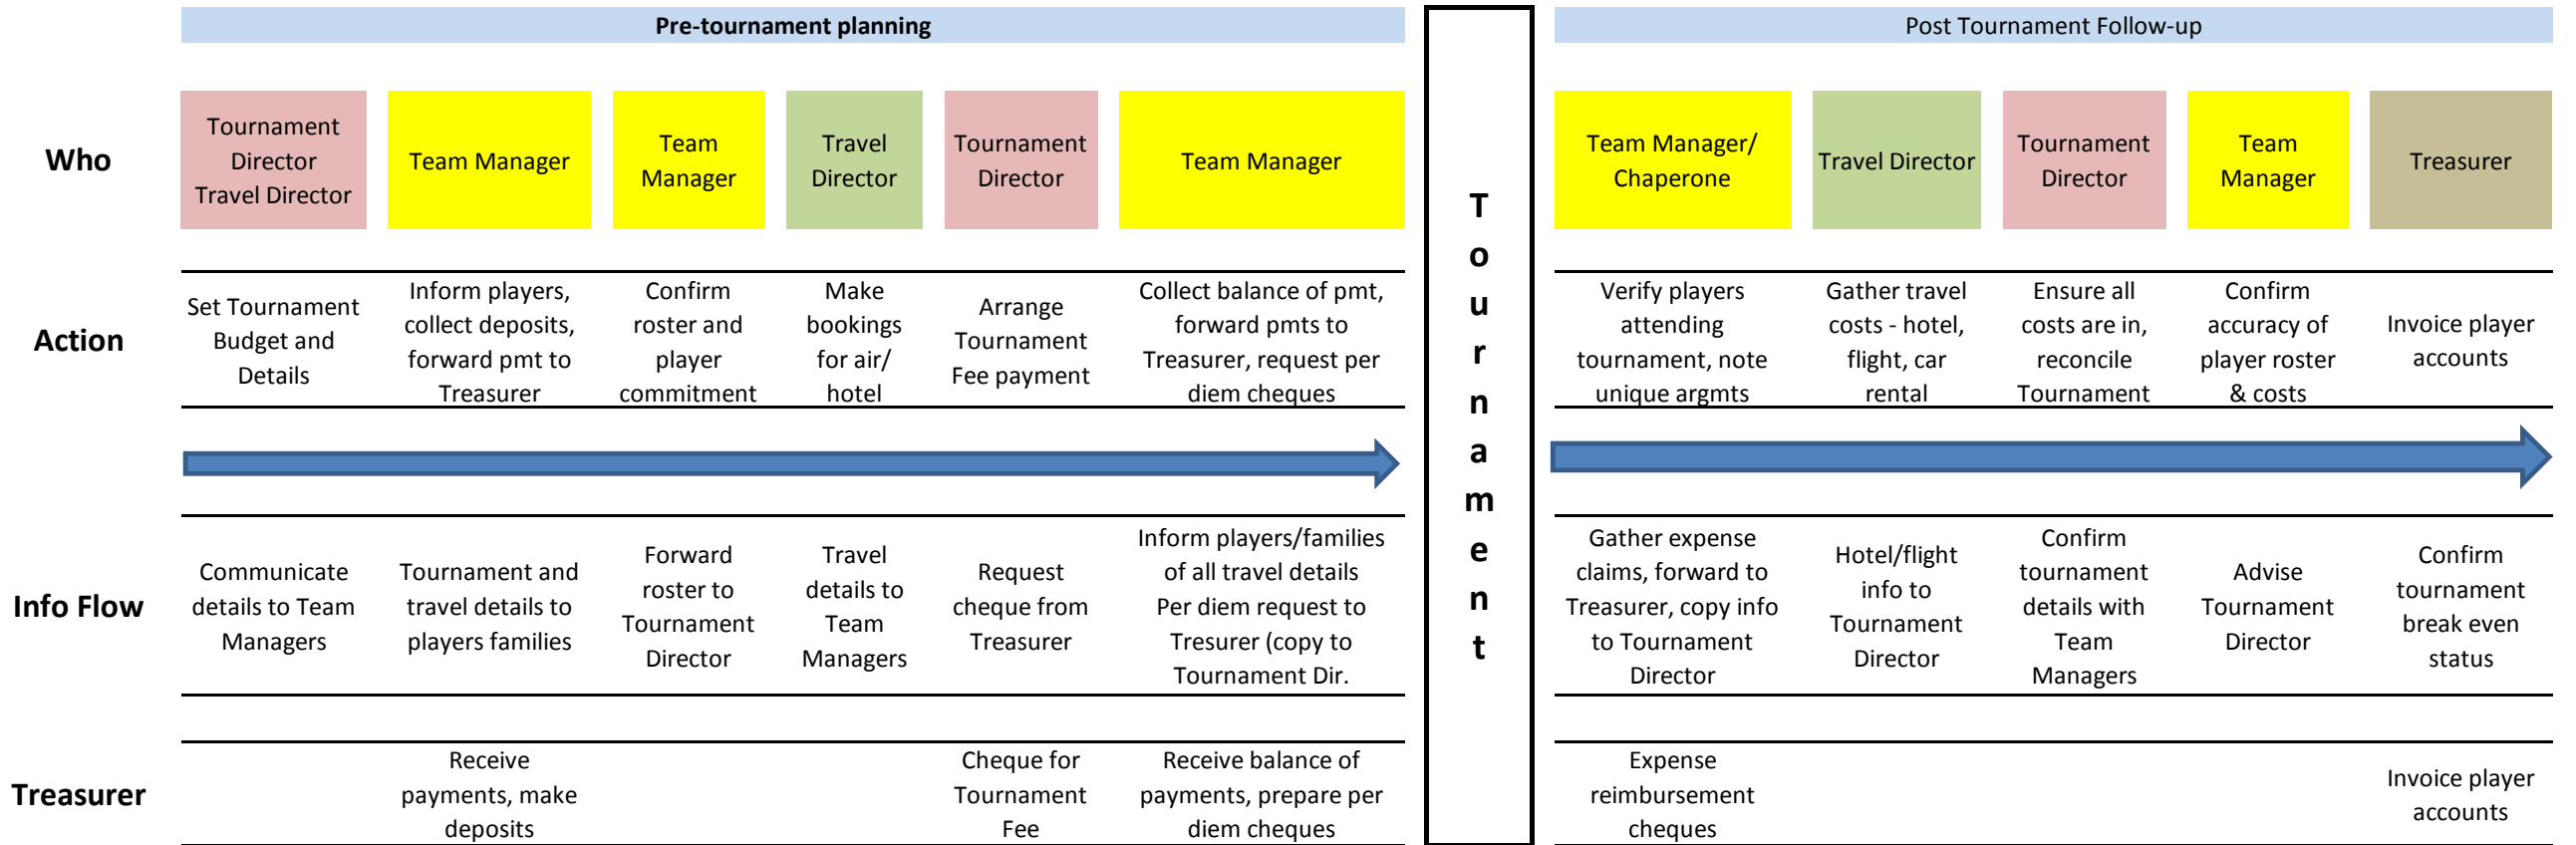 Pre-tournament planning
Post Tournament Follow-up
Who
Tournament
Director
Travel Director
Team Manager
Team
Manager
Travel
Director
Tournament
Director
Team Manager
Team Manager/
Chaperone
Travel Director
Tournament
Director
Team
Manager
Treasurer
Action
Set Tournament
Budget and
Details
Inform players,
collect deposits,
forward pmt to
Treasurer
Confirm
roster and
player
commitment
Make
bookings
for air/
hotel
Arrange
Tournament
Fee payment
Collect balance of pmt,
forward pmts to
Treasurer, request per
diem cheques
T
o
u
r
n
a
m
e
n
t
Verify players
attending
tournament, note
unique argmts
Gather travel
costs - hotel,
flight, car
rental
Ensure all
costs are in,
reconcile
Tournament
Confirm
accuracy of
player roster
& costs
Invoice player
accounts
Info Flow
Communicate
details to Team
Managers
Tournament and
travel details to
players families
Forward
roster to
Tournament
Director
Travel
details to
Team
Managers
Request
cheque from
Treasurer
Inform players/families
of all travel details
Per diem request to
Tresurer (copy to
Tournament Dir.
Gather expense
claims, forward to
Treasurer, copy info
to Tournament
Director
Hotel/flight
info to
Tournament
Director
Confirm
tournament
details with
Team
Managers
Advise
Tournament
Director
Confirm
tournament
break even
status
Treasurer
Receive
payments, make
deposits
Cheque for
Tournament
Fee
Receive balance of
payments, prepare per
diem cheques
Expense
reimbursement
cheques
Invoice player
accounts